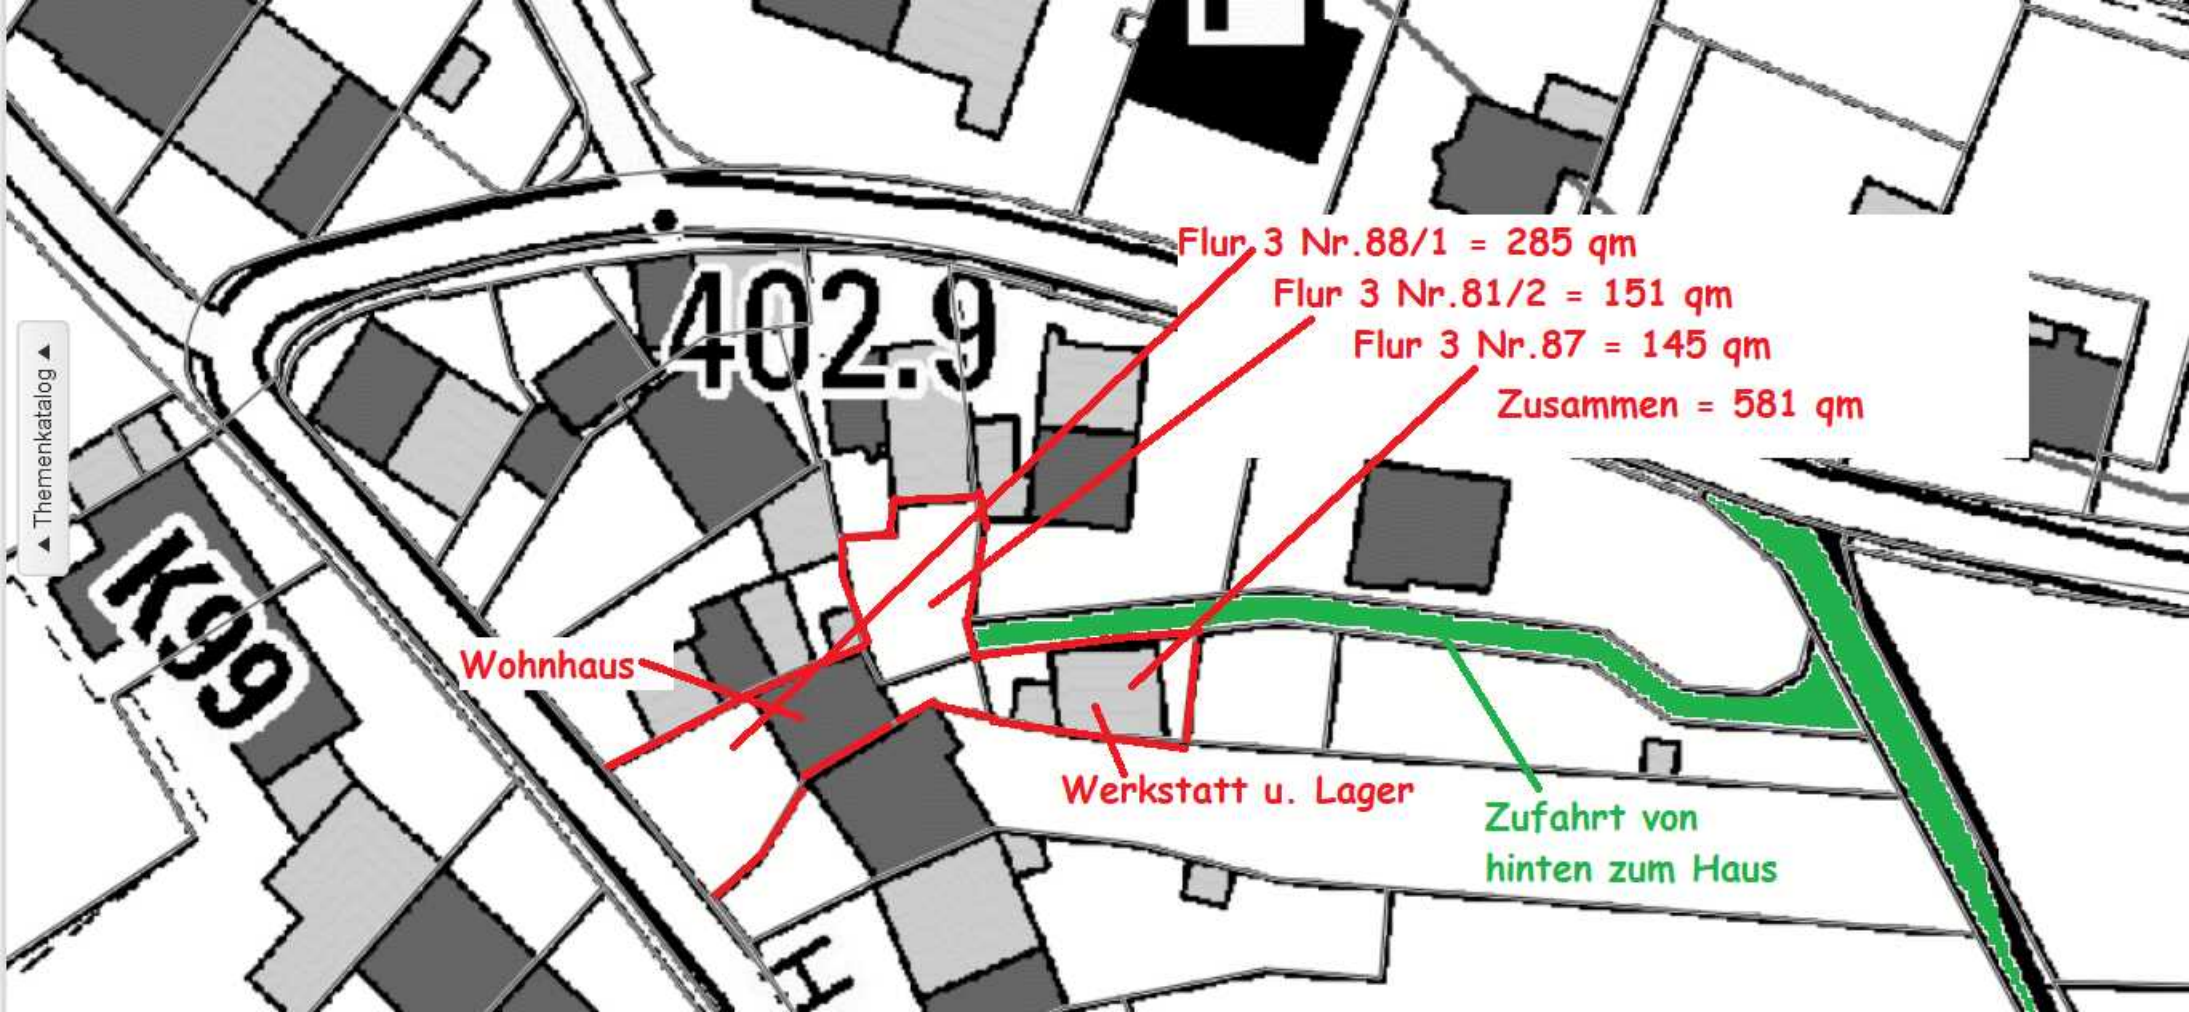 Flur 3 Nr.88/1 = 285 qm
Flur 3 Nr.81/2 = 151 qm
Flur 3 Nr.87 = 145 qm
Zusammen = 581 qm
402.9
▲ Themenkatalog ▲
K99
Wohnhaus
Werkstatt u. Lager
Zufahrt von
hinten zum Haus
H